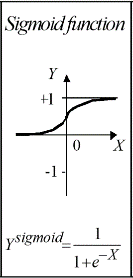 Sigmoid function
Y
+1
0
X
-1
Y^sigmoid = 1/(1+e^-X)